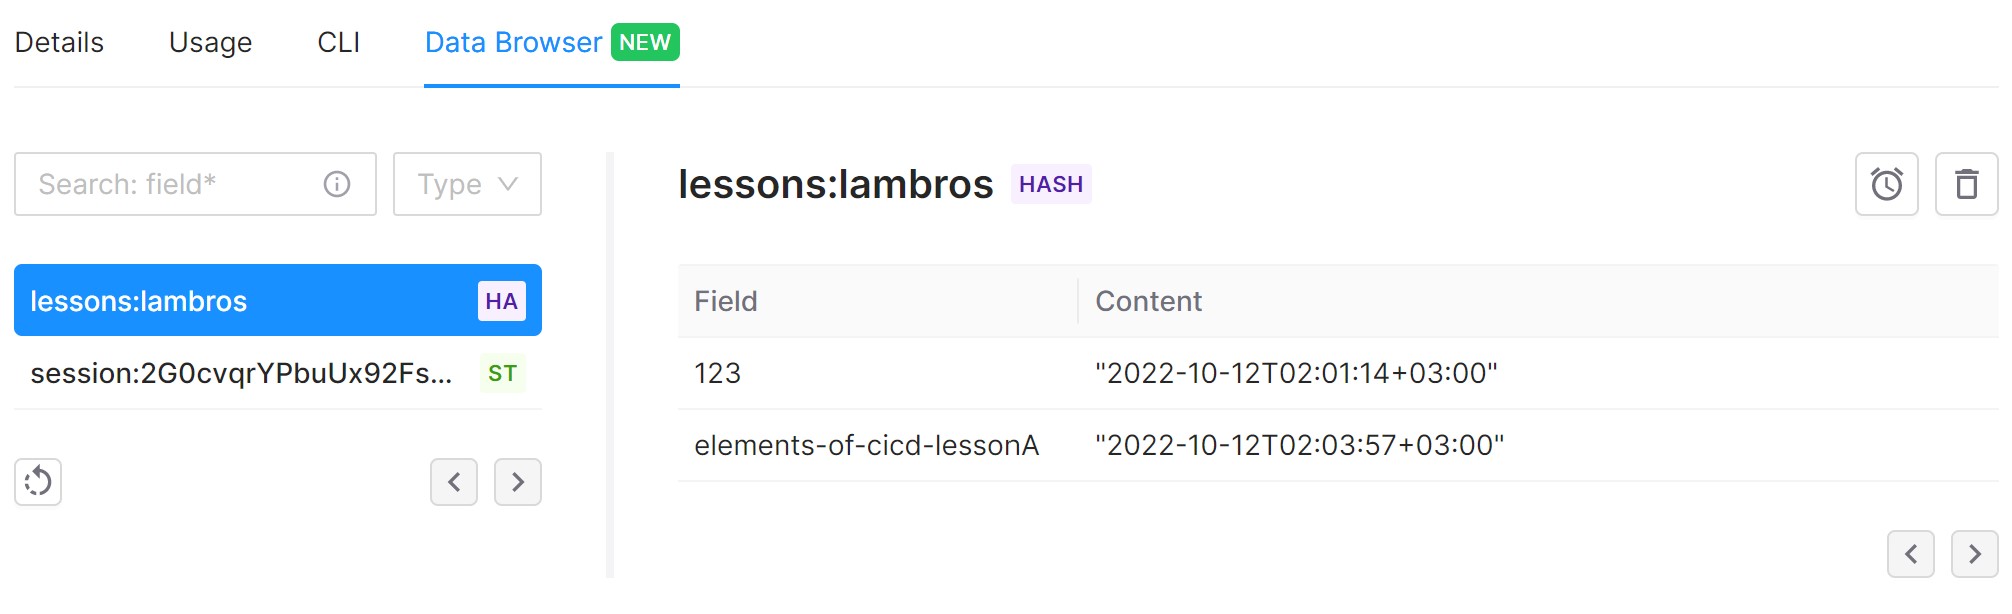 Details Usage CLI Data Browser NEW
Search: field* Type
lessons:lambros HA
session:2G0cvqrYPbuUx92Fs... ST
lessons:lambros HASH
Field Content
123 "2022-10-12T02:01:14+03:00"
elements-of-cicd-lessonA "2022-10-12T02:03:57+03:00"